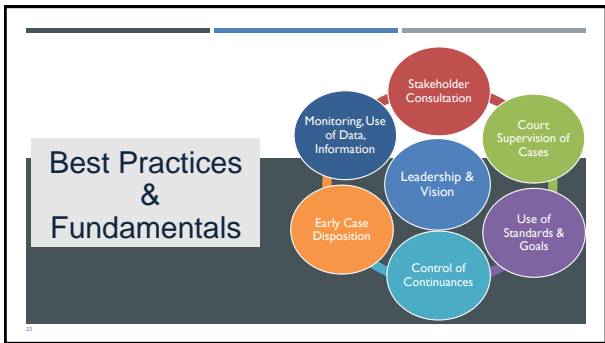 Best Practices
&
Fundamentals
Stakeholder
Consultation
Court
Supervision of
Cases
Use of
Standards &
Goals
Control of
Continuances
Early Case
Disposition
Monitoring, Use
of Data,
Information
Leadership &
Vision
23